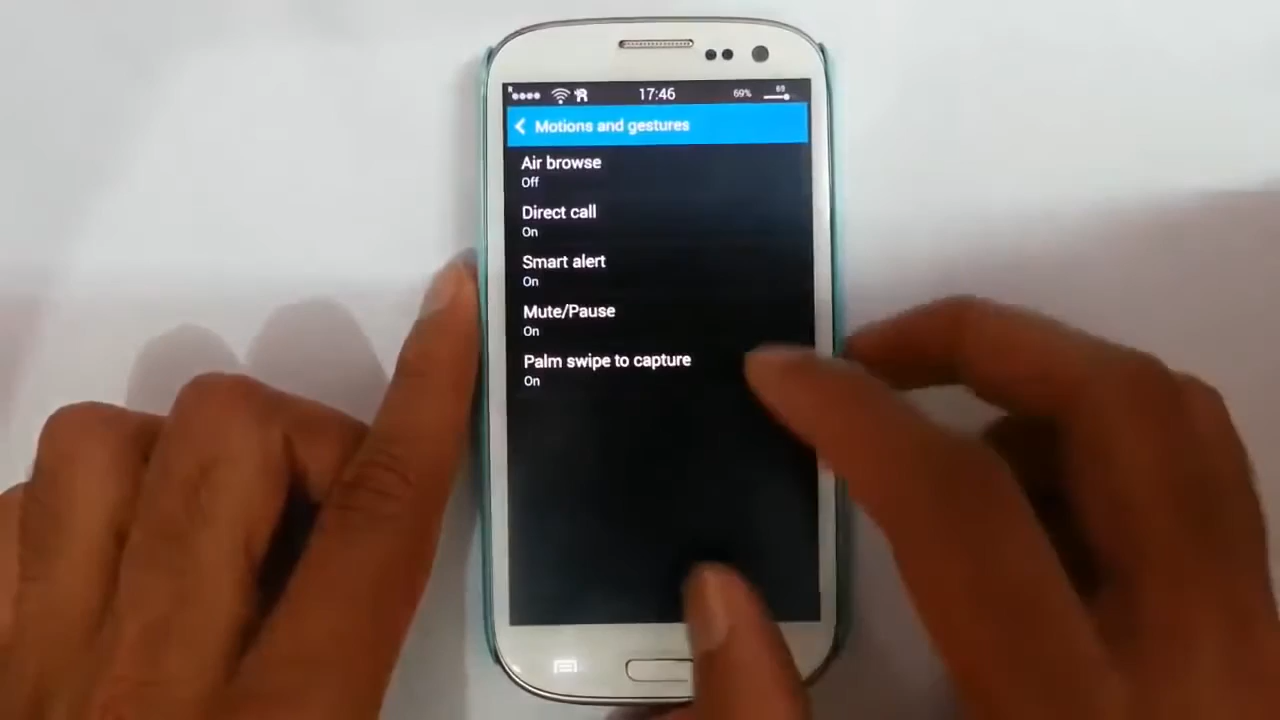 R 17:46 69% 69
Motions and gestures
Air browse
Off
Direct call
On
Smart alert
On
Mute/Pause
On
Palm swipe to capture
On